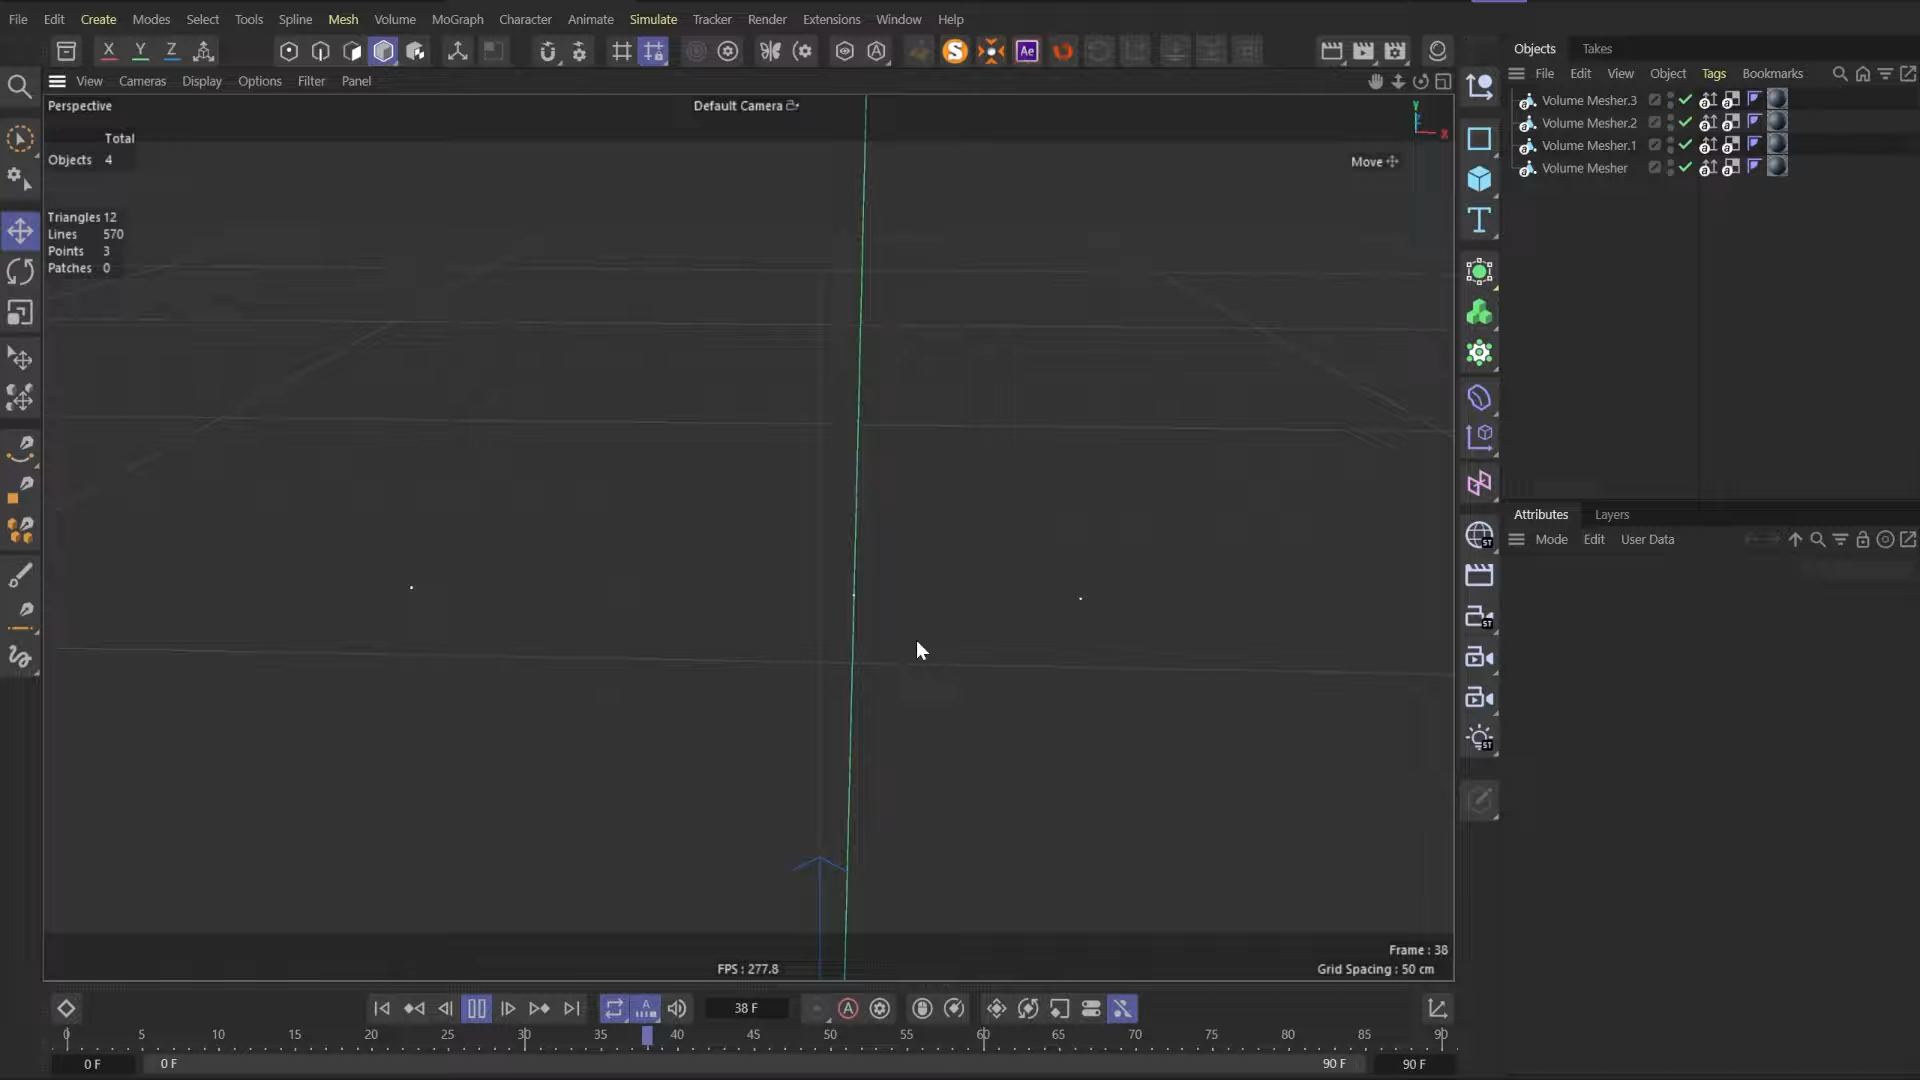 File Edit Create Modes Select Tools Spline Mesh Volume MoGraph Character Animate Simulate Tracker Render Extensions Window Help
X Y Z
Ae
Objects Takes
View Cameras Display Options Filter Panel
File Edit View Object Tags Bookmarks
Perspective
Default Camera
Y
X
Total
Objects 4
Move
Triangles 12
Lines 570
Points 3
Patches 0
Volume Mesher.3
Volume Mesher.2
Volume Mesher.1
Volume Mesher
T
ST
ST
ST
Attributes Layers
Mode Edit User Data
Frame : 38
FPS : 277.8
Grid Spacing : 50 cm
A
38 F
A
0 5 10 15 20 25 30 35 40 45 50 55 60 65 70 75 80 85 90
0 F
0 F
90 F
90 F